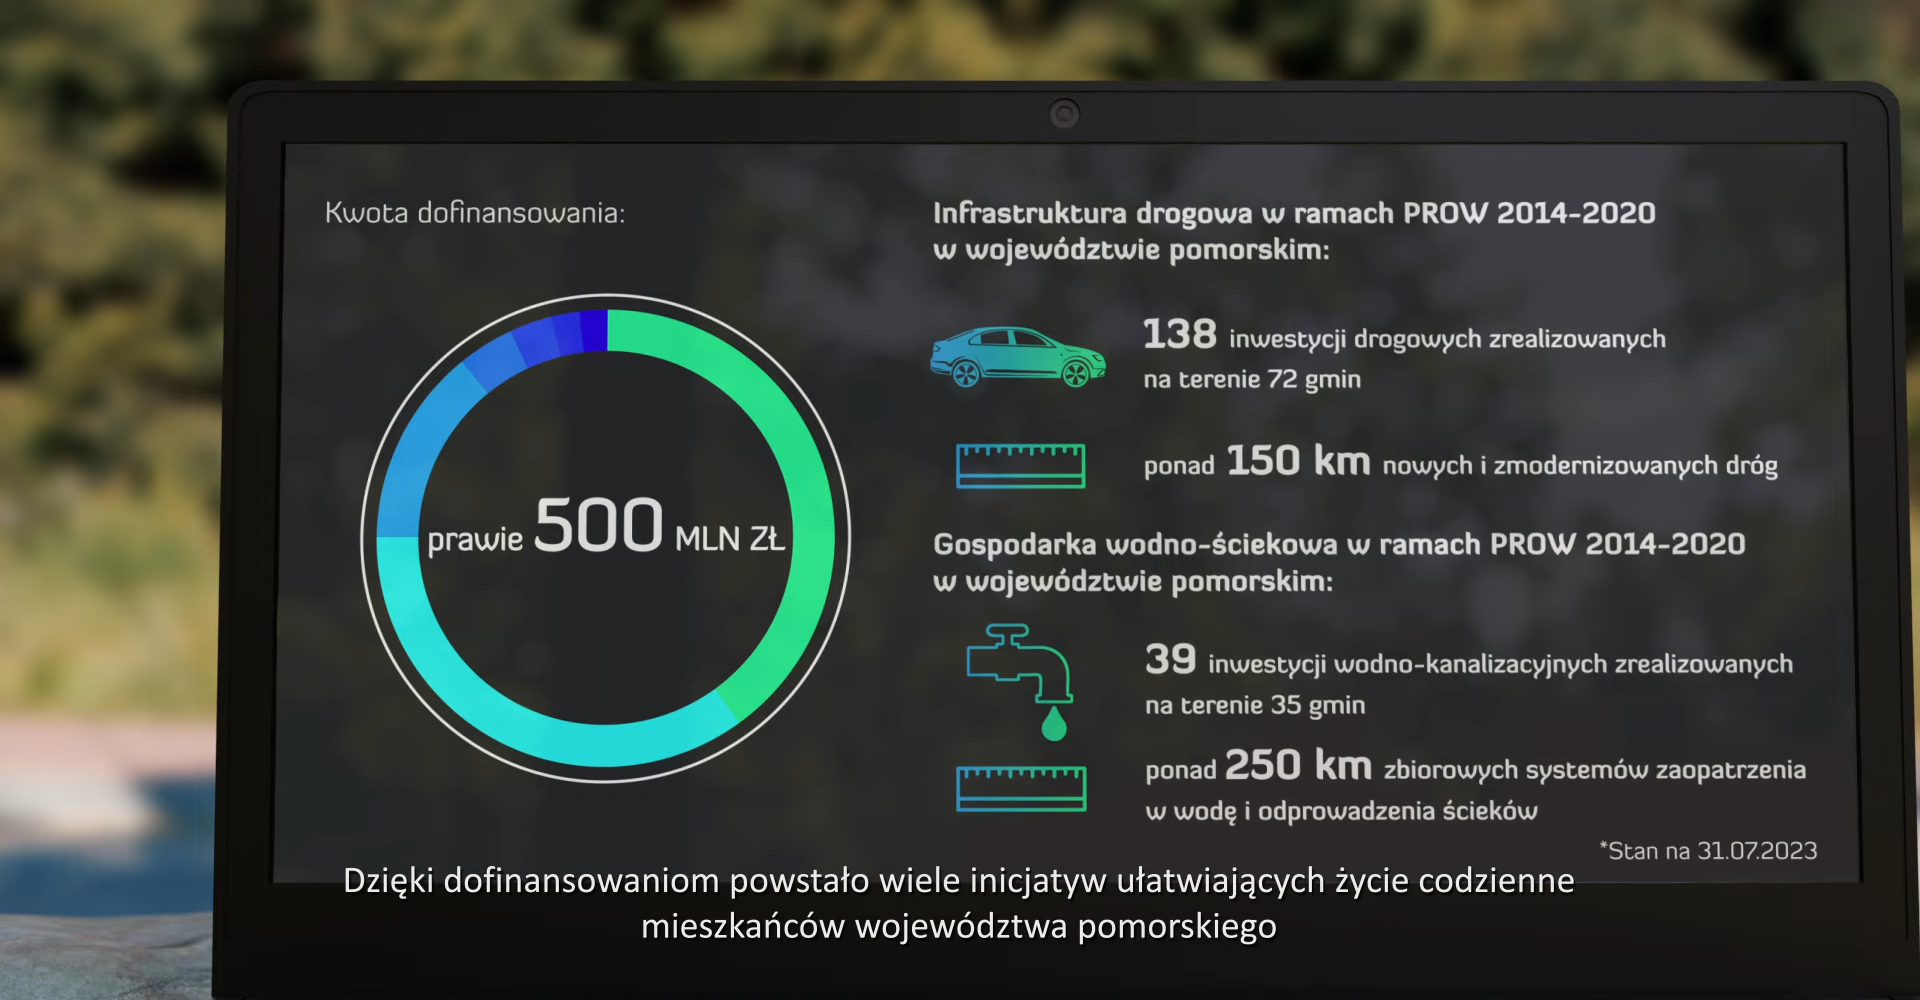 Kwota dofinansowania:
prawie 500 MLN ZŁ
Infrastruktura drogowa w ramach PROW 2014-2020
w województwie pomorskim:
138 inwestycji drogowych zrealizowanych
na terenie 72 gmin
ponad 150 km nowych i zmodernizowanych dróg
Gospodarka wodno-ściekowa w ramach PROW 2014-2020
w województwie pomorskim:
39 inwestycji wodno-kanalizacyjnych zrealizowanych
na terenie 35 gmin
ponad 250 km zbiorowych systemów zaopatrzenia
w wodę i odprowadzenia ścieków
*Stan na 31.07.2023
Dzięki dofinansowaniom powstało wiele inicjatyw ułatwiających życie codzienne
mieszkańców województwa pomorskiego